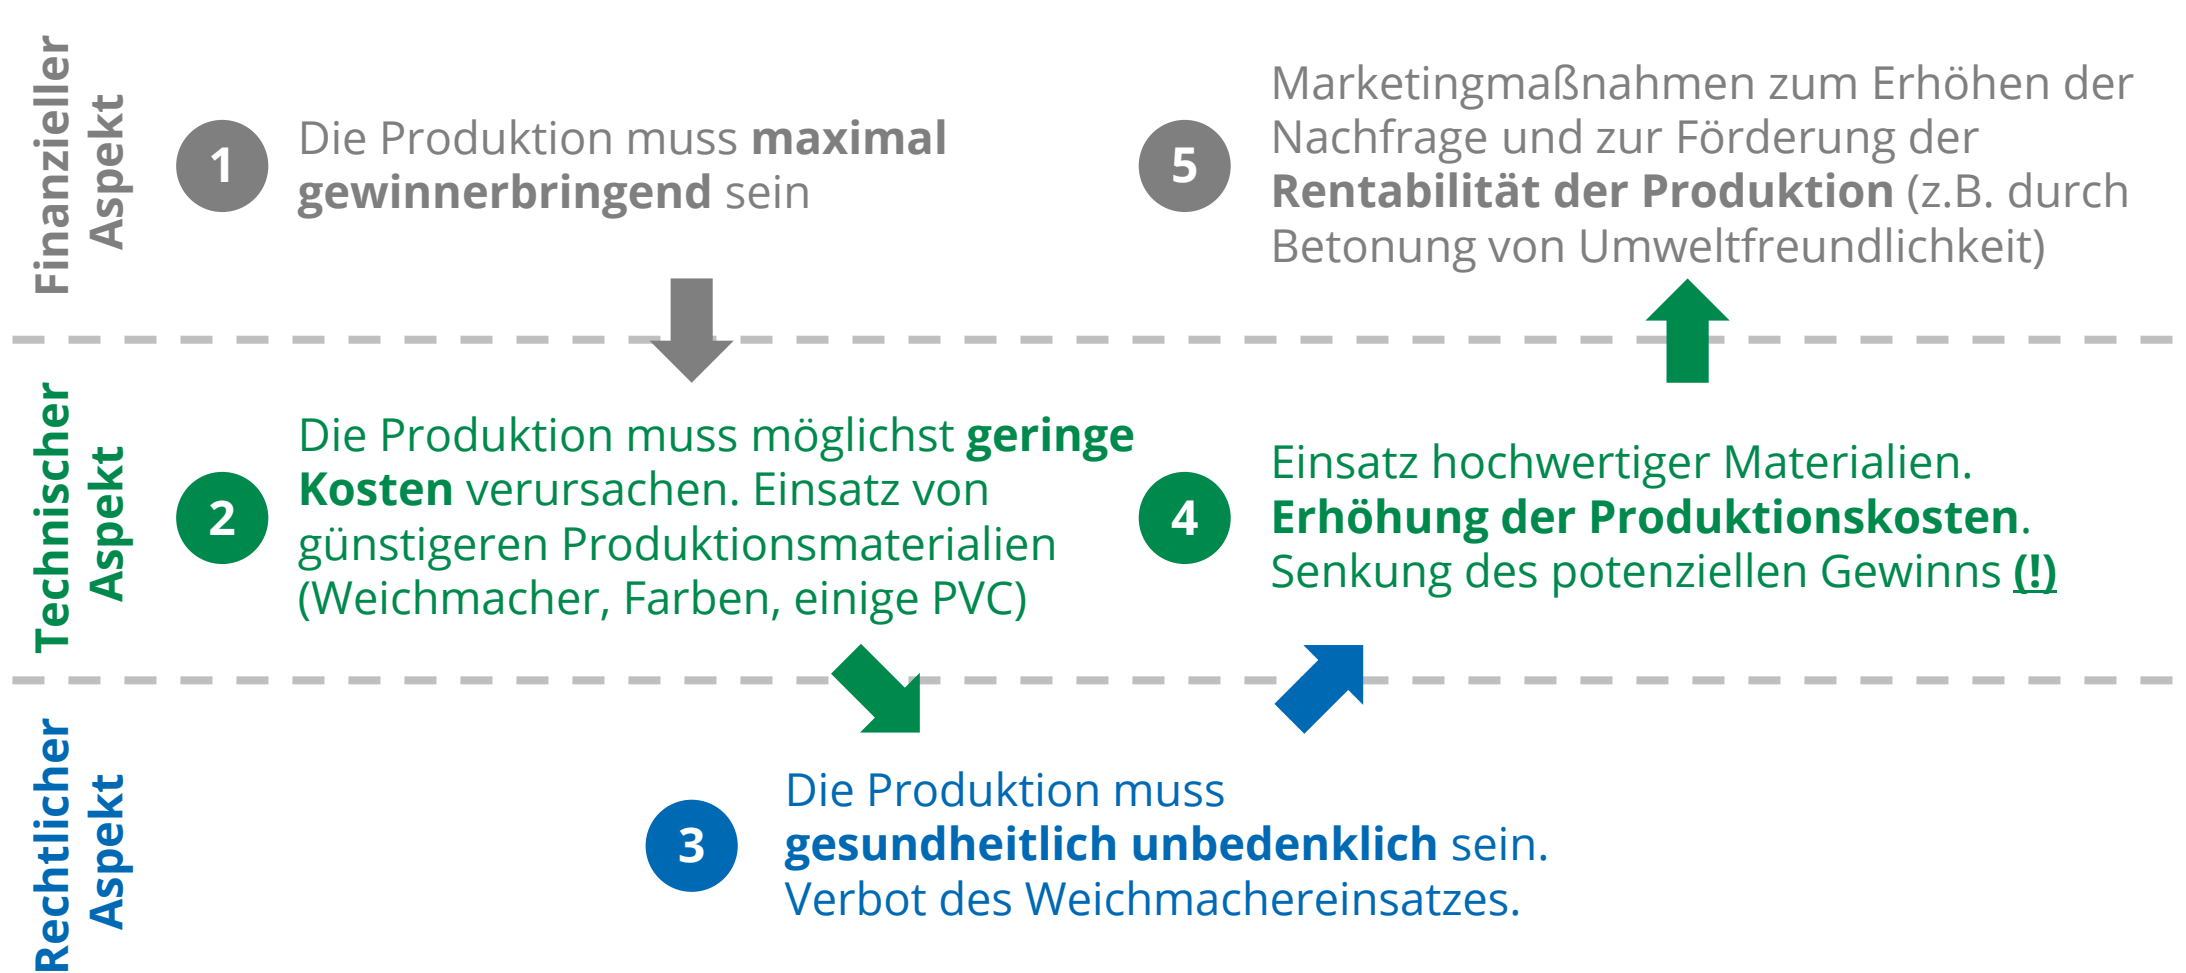 Finanzieller
Aspekt
1
Die Produktion muss maximal
gewinnerbringend sein
5
Marketingmaßnahmen zum Erhöhen der
Nachfrage und zur Förderung der
Rentabilität der Produktion (z.B. durch
Betonung von Umweltfreundlichkeit)
Technischer
Aspekt
2
Die Produktion muss möglichst geringe
Kosten verursachen. Einsatz von
günstigeren Produktionsmaterialien
(Weichmacher, Farben, einige PVC)
4
Einsatz hochwertiger Materialien.
Erhöhung der Produktionskosten.
Senkung des potenziellen Gewinns (!)
Rechtlicher
Aspekt
3
Die Produktion muss
gesundheitlich unbedenklich sein.
Verbot des Weichmachereinsatzes.